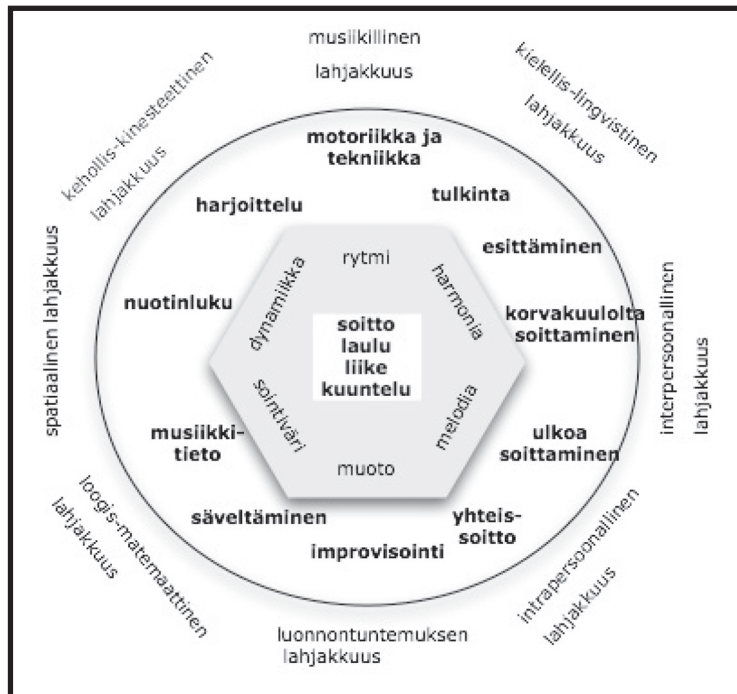 musiikillinen
lahjakkuus
kielellis-lingvistinen
lahjakkuus
interpersoonallinen
lahjakkuus
intrapersoonallinen
lahjakkuus
luonnontuntemuksen
lahjakkuus
loogis-matemaattinen
lahjakkuus
spatiaalinen lahjakkuus
kehollis-kinesteettinen
lahjakkuus
motoriikka ja
tekniikka
tulkinta
esittäminen
korvakuulolta
soittaminen
ulkoa
soittaminen
yhteis-
soitto
improvisointi
säveltäminen
musiikki-
tieto
nuotinluku
harjoittelu
rytmi
harmonia
melodia
muoto
sointiväri
dynamiikka
soitto
laulu
liike
kuuntelu